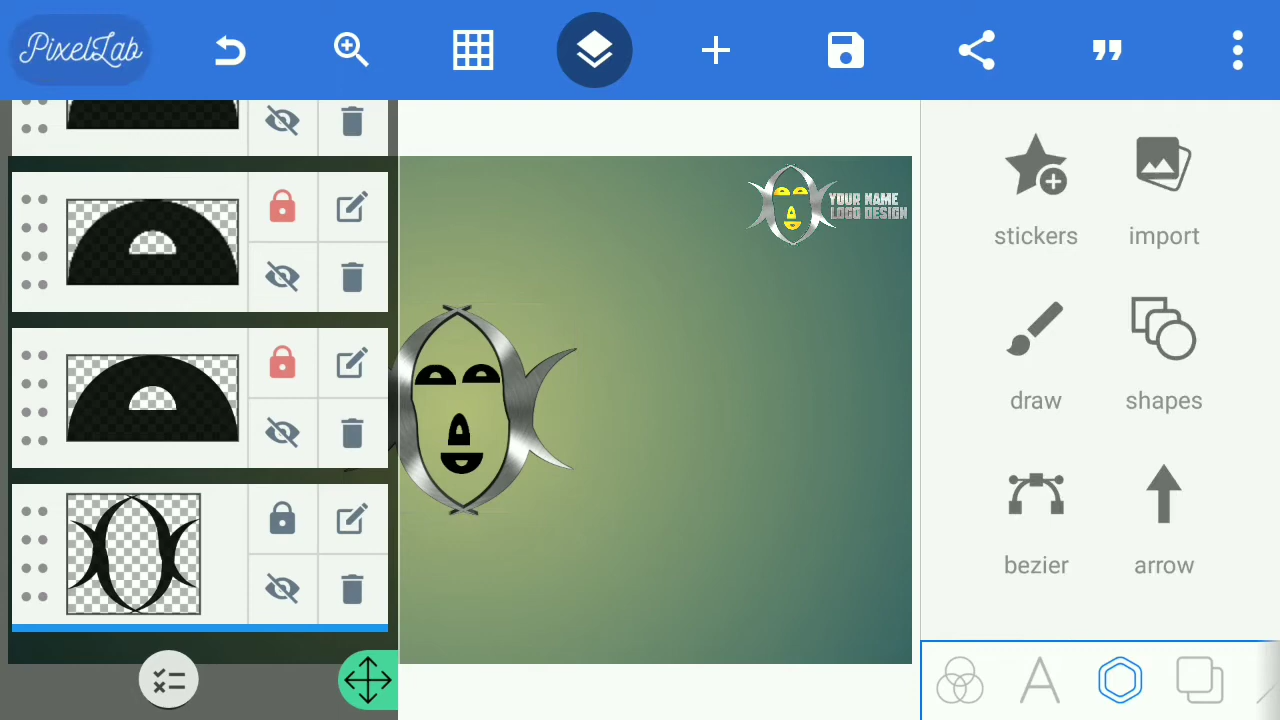 PixelLab
YOUR NAME
LOGO DESIGN
stickers
import
draw
shapes
bezier
arrow